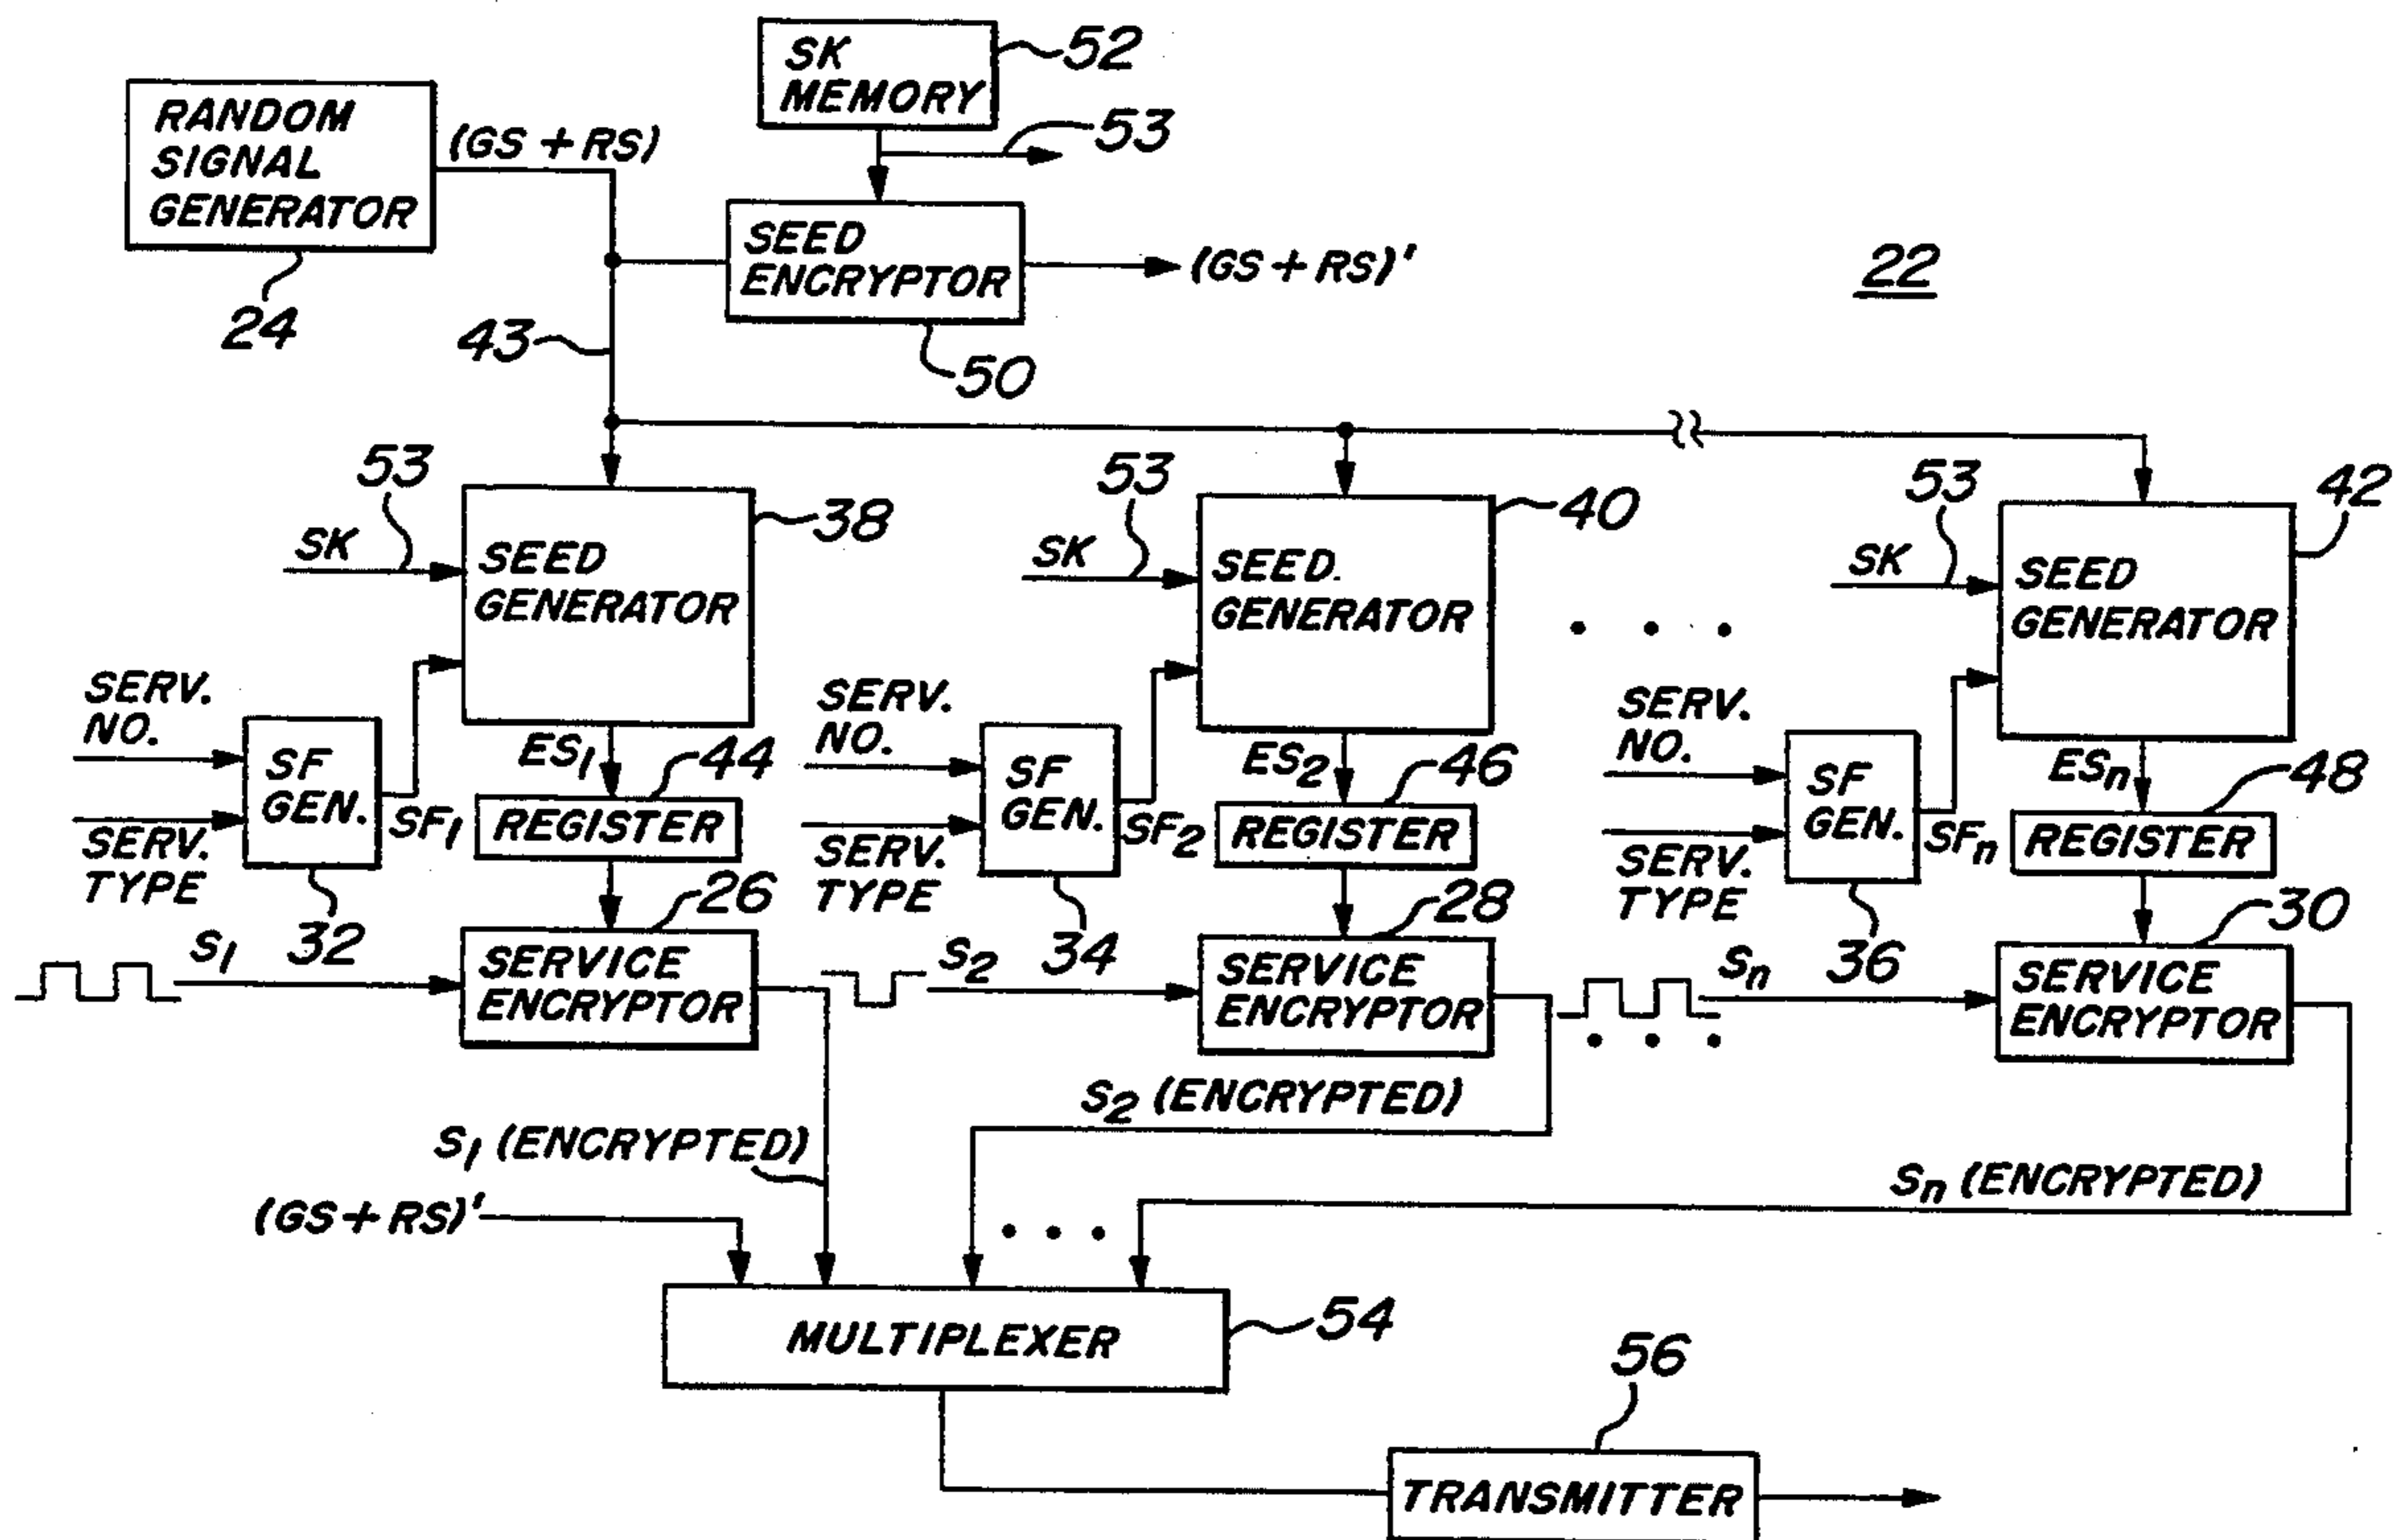 SK
MEMORY
52
RANDOM
SIGNAL
GENERATOR
(GS + RS)
53
24
SEED
ENCRYPTOR
(GS + RS)'
22
43
50
53
SK
SEED
GENERATOR
38
53
SK
SEED
GENERATOR
40
. . .
53
SK
SEED
GENERATOR
42
SERV.
NO.
SF
GEN.
SERV.
TYPE
SF1
32
ES1
44
REGISTER
SERV.
NO.
SF
GEN.
SERV.
TYPE
SF2
34
ES2
46
REGISTER
SERV.
NO.
SF
GEN.
SERV.
TYPE
SFn
36
ESn
48
REGISTER
S1
26
SERVICE
ENCRYPTOR
S2
28
SERVICE
ENCRYPTOR
. . .
Sn
30
SERVICE
ENCRYPTOR
S2 (ENCRYPTED)
S1 (ENCRYPTED)
Sn (ENCRYPTED)
(GS + RS)'
. . .
MULTIPLEXER
54
56
TRANSMITTER